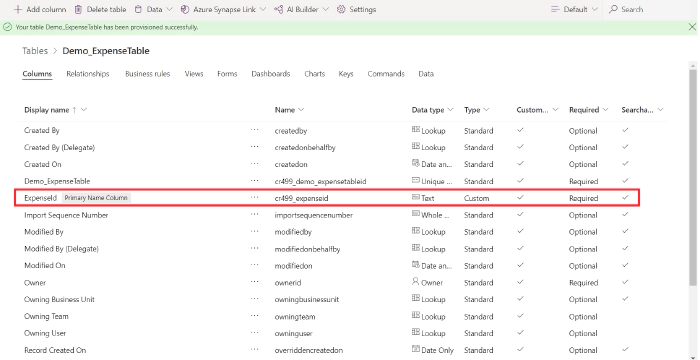 Add column Delete table Data Azure Synapse Link AI Builder Settings Default Search
Your table Demo_ExpenseTable has been provisioned successfully.
Tables > Demo_ExpenseTable
Columns Relationships Business rules Views Forms Dashboards Charts Keys Commands Data
Display name ↑ Name Data type Type Custom... Required Searcha...
Created By ... createdby Lookup Standard Optional
Created By (Delegate) ... createdonbehalfby Lookup Standard Optional
Created On ... createdon Date an... Standard Optional
Demo_ExpenseTable ... cr499_demo_expensetableid Unique ... Standard Required
ExpenseId Primary Name Column ... cr499_expenseid Text Custom Required
Import Sequence Number ... importsequencenumber Whole ... Standard Optional
Modified By ... modifiedby Lookup Standard Optional
Modified By (Delegate) ... modifiedonbehalfby Lookup Standard Optional
Modified On ... modifiedon Date an... Standard Optional
Owner ... ownerid Owner Standard Required
Owning Business Unit ... owningbusinessunit Lookup Standard Optional
Owning Team ... owningteam Lookup Standard Optional
Owning User ... owninguser Lookup Standard Optional
Record Created On ... overriddencreatedon Date Only Standard Optional